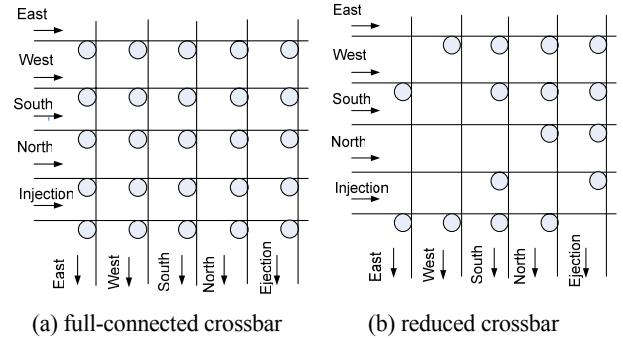 East
West
South
North
Injection
East
West
South
North
Ejection
(a) full-connected crossbar
East
West
South
North
Injection
East
West
South
North
Ejection
(b) reduced crossbar